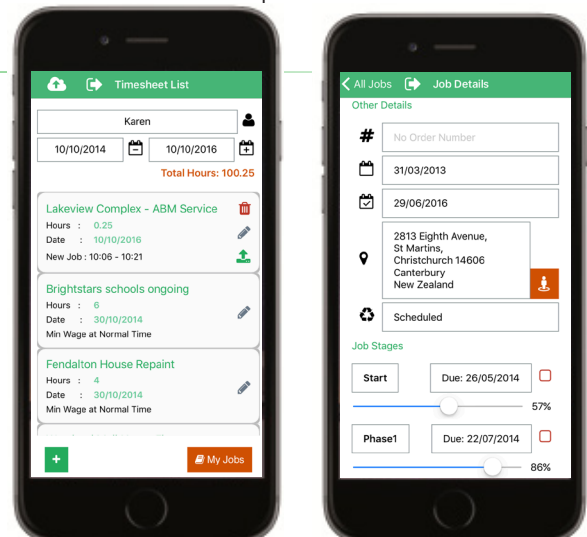 Timesheet List
Karen
10/10/2014
10/10/2016
Total Hours: 100.25
Lakeview Complex - ABM Service
Hours : 0.25
Date : 10/10/2016
New Job : 10:06 - 10:21
Brightstars schools ongoing
Hours : 6
Date : 30/10/2014
Min Wage at Normal Time
Fendalton House Repaint
Hours : 4
Date : 30/10/2014
Min Wage at Normal Time
+
My Jobs
All Jobs
Job Details
Other Details
#
No Order Number
31/03/2013
29/06/2016
2813 Eighth Avenue,
St Martins,
Christchurch 14606
Canterbury
New Zealand
Scheduled
Job Stages
Start
Due: 26/05/2014
57%
Phase1
Due: 22/07/2014
86%